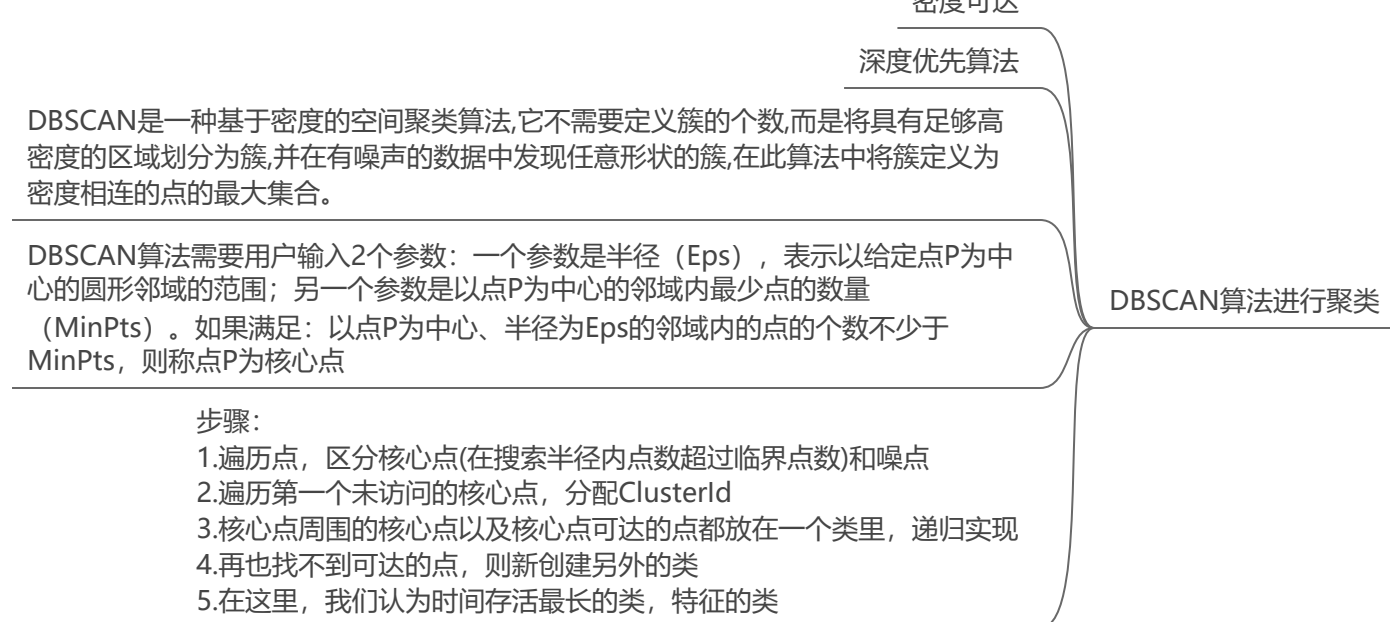 密度可达
深度优先算法
DBSCAN是一种基于密度的空间聚类算法,它不需要定义簇的个数,而是将具有足够高
密度的区域划分为簇,并在有噪声的数据中发现任意形状的簇,在此算法中将簇定义为
密度相连的点的最大集合。
DBSCAN算法需要用户输入2个参数：一个参数是半径（Eps），表示以给定点P为中
心的圆形邻域的范围；另一个参数是以点P为中心的邻域内最少点的数量
（MinPts）。如果满足：以点P为中心、半径为Eps的邻域内的点的个数不少于
MinPts，则称点P为核心点
DBSCAN算法进行聚类
步骤：
1.遍历点，区分核心点(在搜索半径内点数超过临界点数)和噪点
2.遍历第一个未访问的核心点，分配ClusterId
3.核心点周围的核心点以及核心点可达的点都放在一个类里，递归实现
4.再也找不到可达的点，则新创建另外的类
5.在这里，我们认为时间存活最长的类，特征的类